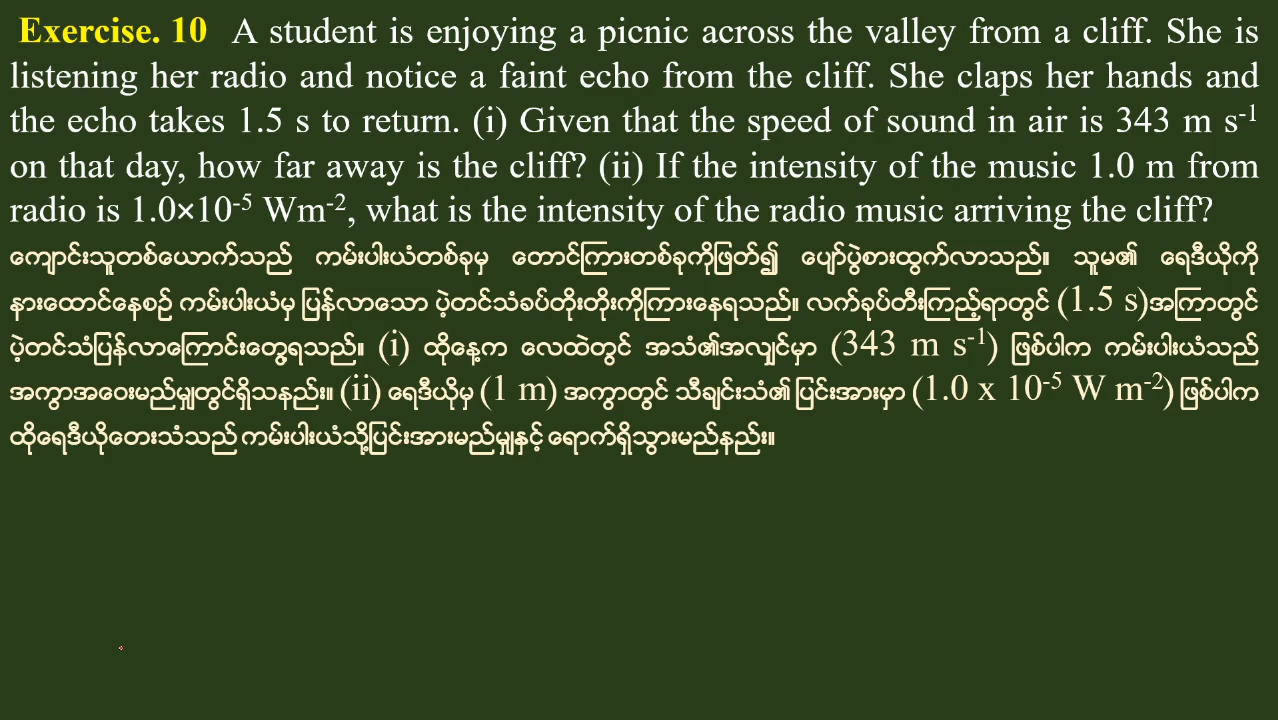 Exercise. 10 A student is enjoying a picnic across the valley from a cliff. She is
listening her radio and notice a faint echo from the cliff. She claps her hands and
the echo takes 1.5 s to return. (i) Given that the speed of sound in air is 343 m s⁻¹
on that day, how far away is the cliff? (ii) If the intensity of the music 1.0 m from
radio is 1.0×10⁻⁵ Wm⁻², what is the intensity of the radio music arriving the cliff?
ကျောင်းသူတစ်ယောက်သည် ကမ်းပါးယံတစ်ခုမှ တောင်ကြားတစ်ခုကိုဖြတ်၍ ပျော်ပွဲစားထွက်လာသည်။ သူမ၏ ရေဒီယိုကို
နားထောင်နေစဉ် ကမ်းပါးယံမှ ပြန်လာသော ပဲ့တင်သံခပ်တိုးတိုးကိုကြားနေရသည်။ လက်ခုပ်တီးကြည့်ရာတွင် (1.5 s)အကြာတွင်
ပဲ့တင်သံပြန်လာကြောင်းတွေ့ရသည်။ (i) ထိုနေ့က လေထဲတွင် အသံ၏အလျင်မှာ (343 m s⁻¹) ဖြစ်ပါက ကမ်းပါးယံသည်
အကွာအဝေးမည်မျှတွင်ရှိသနည်း။ (ii) ရေဒီယိုမှ (1 m) အကွာတွင် သီချင်းသံ၏ ပြင်းအားမှာ (1.0 x 10⁻⁵ W m⁻²) ဖြစ်ပါက
ထိုရေဒီယိုတေးသံသည် ကမ်းပါးယံသို့ပြင်းအားမည်မျှနှင့် ရောက်ရှိသွားမည်နည်း။